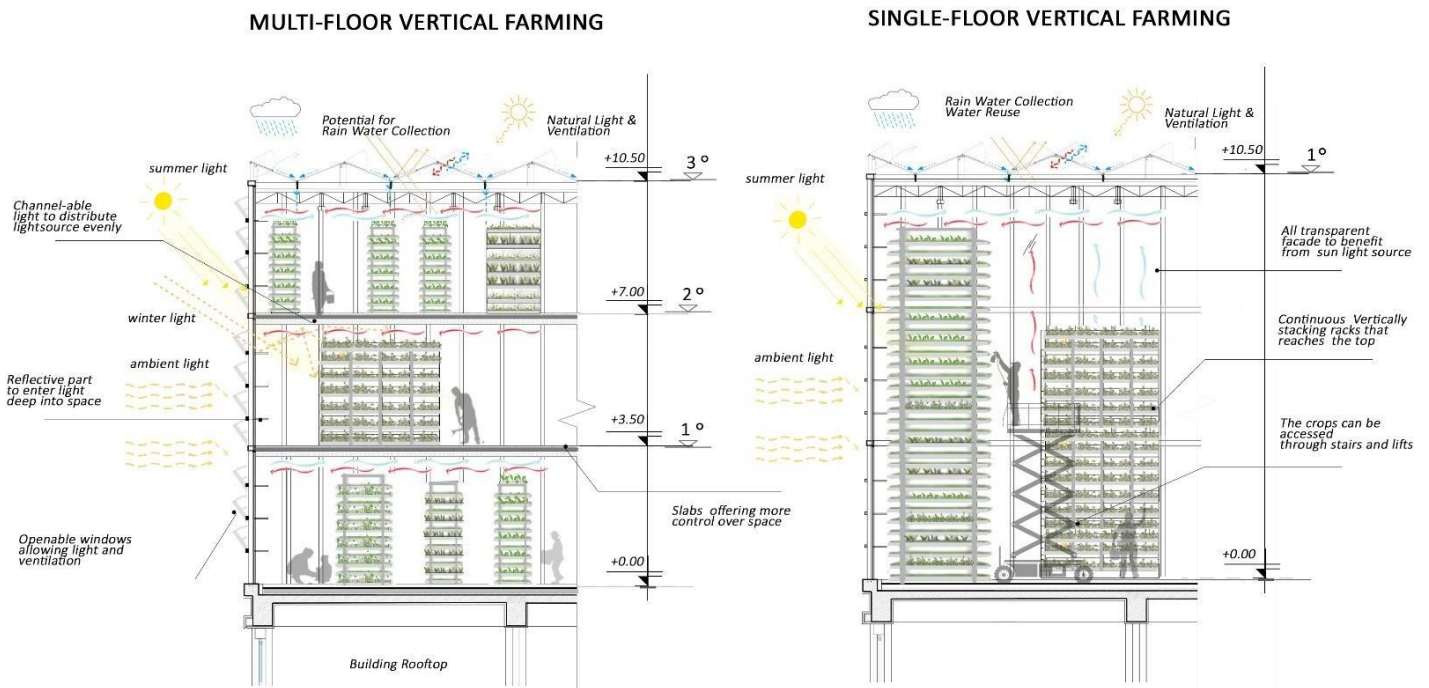 MULTI-FLOOR VERTICAL FARMING
Potential for
Rain Water Collection
Natural Light &
Ventilation
summer light
Channel-able
light to distribute
lightsource evenly
winter light
ambient light
Reflective part
to enter light
deep into space
Openable windows
allowing light and
ventilation
+10.50
3°
+7.00
2°
+3.50
1°
Slabs offering more
control over space
+0.00
Building Rooftop
SINGLE-FLOOR VERTICAL FARMING
Rain Water Collection
Water Reuse
Natural Light &
Ventilation
summer light
ambient light
+10.50
1°
All transparent
facade to benefit
from sun light source
Continuous Vertically
stacking racks that
reaches the top
The crops can be
accessed
through stairs and lifts
+0.00